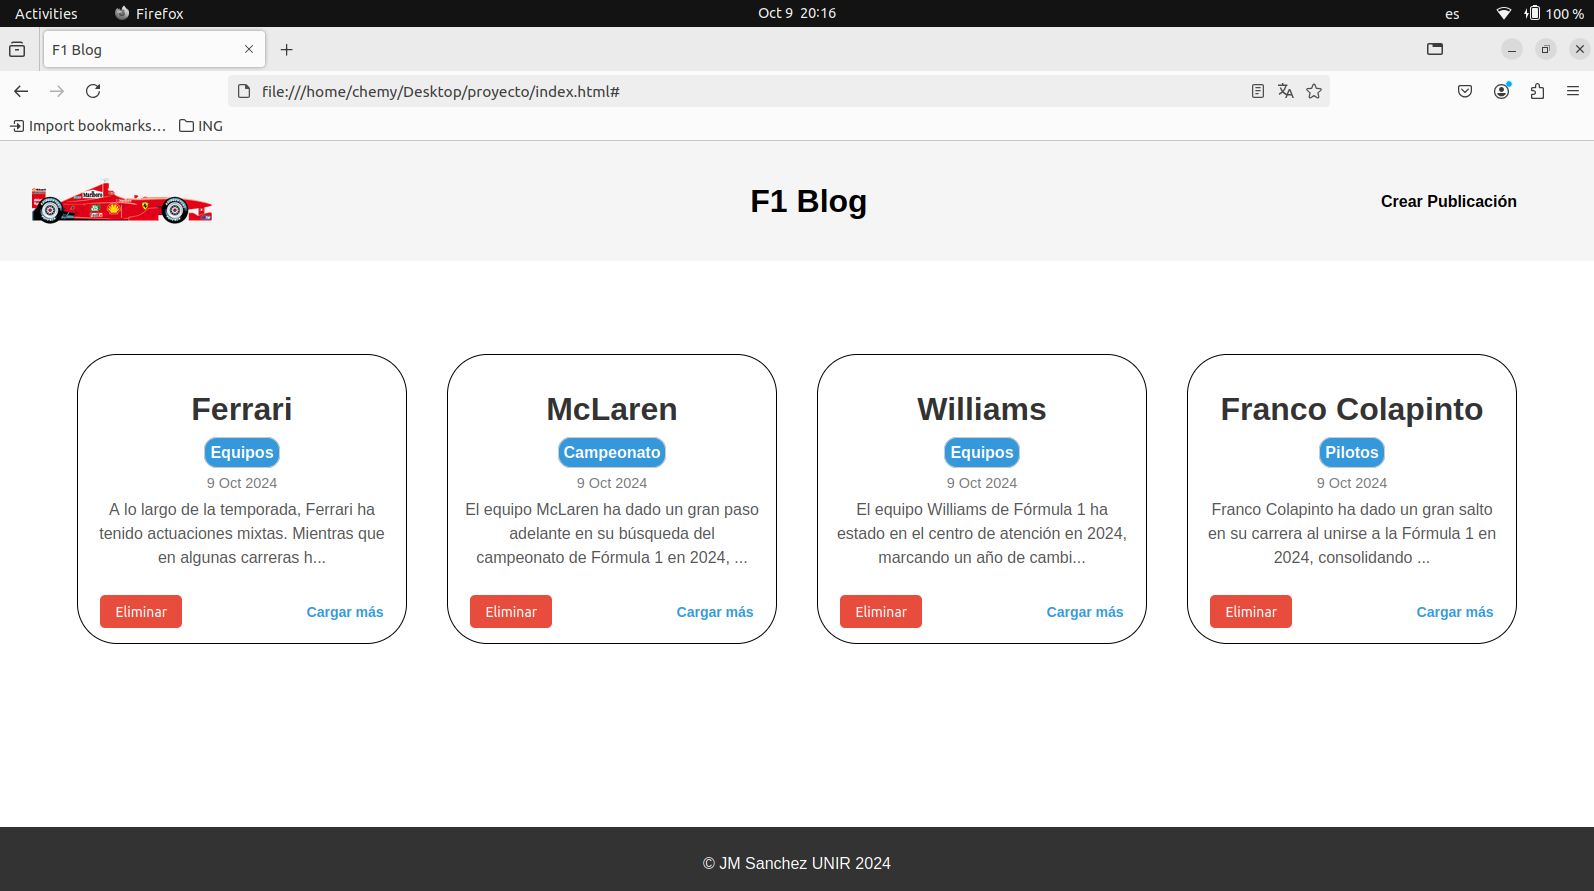 Activities
Firefox
Oct 9 20:16
es
100 %
F1 Blog
file:///home/chemy/Desktop/proyecto/index.html#
Import bookmarks...
ING
Marlboro
F1 Blog
Crear Publicación
Ferrari
Equipos
9 Oct 2024
A lo largo de la temporada, Ferrari ha
tenido actuaciones mixtas. Mientras que
en algunas carreras h...
Eliminar
Cargar más
McLaren
Campeonato
9 Oct 2024
El equipo McLaren ha dado un gran paso
adelante en su búsqueda del
campeonato de Fórmula 1 en 2024, ...
Eliminar
Cargar más
Williams
Equipos
9 Oct 2024
El equipo Williams de Fórmula 1 ha
estado en el centro de atención en 2024,
marcando un año de cambi...
Eliminar
Cargar más
Franco Colapinto
Pilotos
9 Oct 2024
Franco Colapinto ha dado un gran salto
en su carrera al unirse a la Fórmula 1 en
2024, consolidando ...
Eliminar
Cargar más
© JM Sanchez UNIR 2024